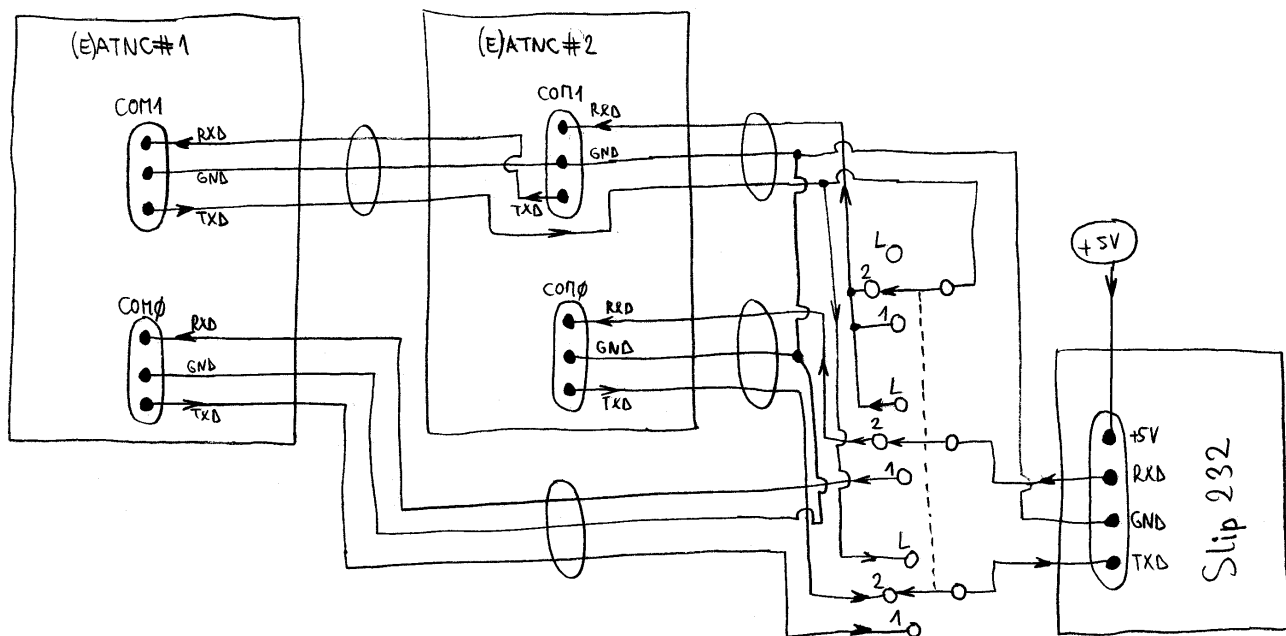 (E)ATNC#1
COM1
RXD
GND
TXD
COMØ
RXD
GND
TXD
(E)ATNC#2
COM1
RXD
GND
TXD
COMØ
RXD
GND
TXD
L
2
1
L
2
1
L
2
1
+5V
+5V
RXD
GND
TXD
Slip 232